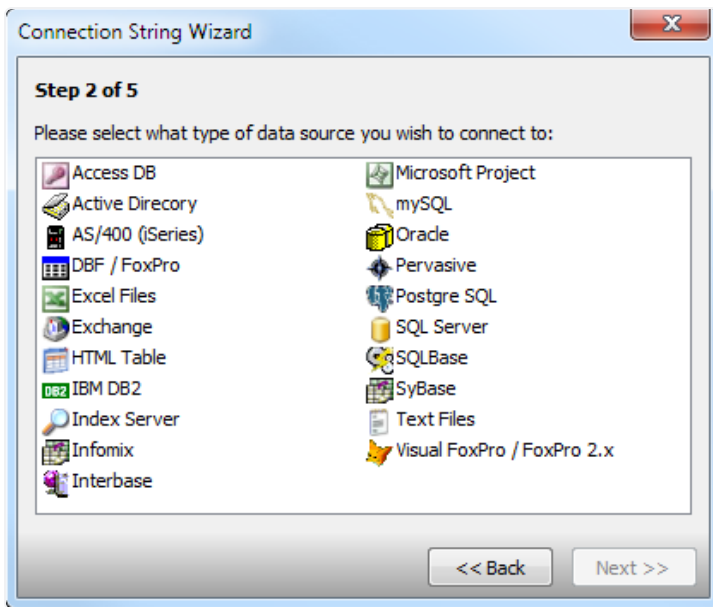 Connection String Wizard
X
Step 2 of 5
Please select what type of data source you wish to connect to:
Access DB
Active Direcory
AS/400 (iSeries)
DBF / FoxPro
Excel Files
Exchange
HTML Table
DB2 IBM DB2
Index Server
Infomix
Interbase
Microsoft Project
mySQL
Oracle
Pervasive
Postgre SQL
SQL Server
SQLBase
SyBase
Text Files
Visual FoxPro / FoxPro 2.x
<< Back
Next >>